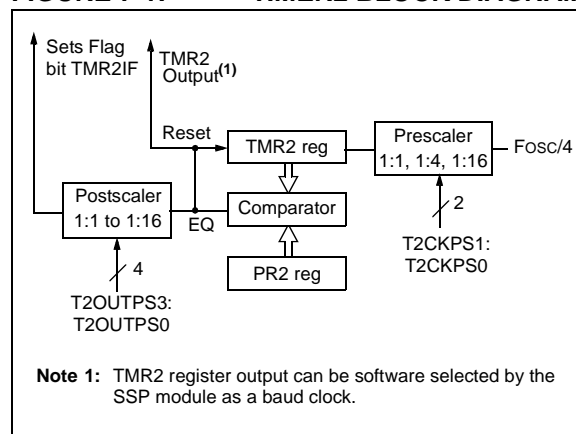 FIGURE TIMER2 BLOCK DIAGRAM
Sets Flag
bit TMR2IF
TMR2
Output(1)
Reset
TMR2 reg
Prescaler
1:1, 1:4, 1:16
FOSC/4
Postscaler
1:1 to 1:16
EQ
Comparator
2
T2CKPS1:
T2CKPS0
4
PR2 reg
T2OUTPS3:
T2OUTPS0
Note 1: TMR2 register output can be software selected by the
SSP module as a baud clock.